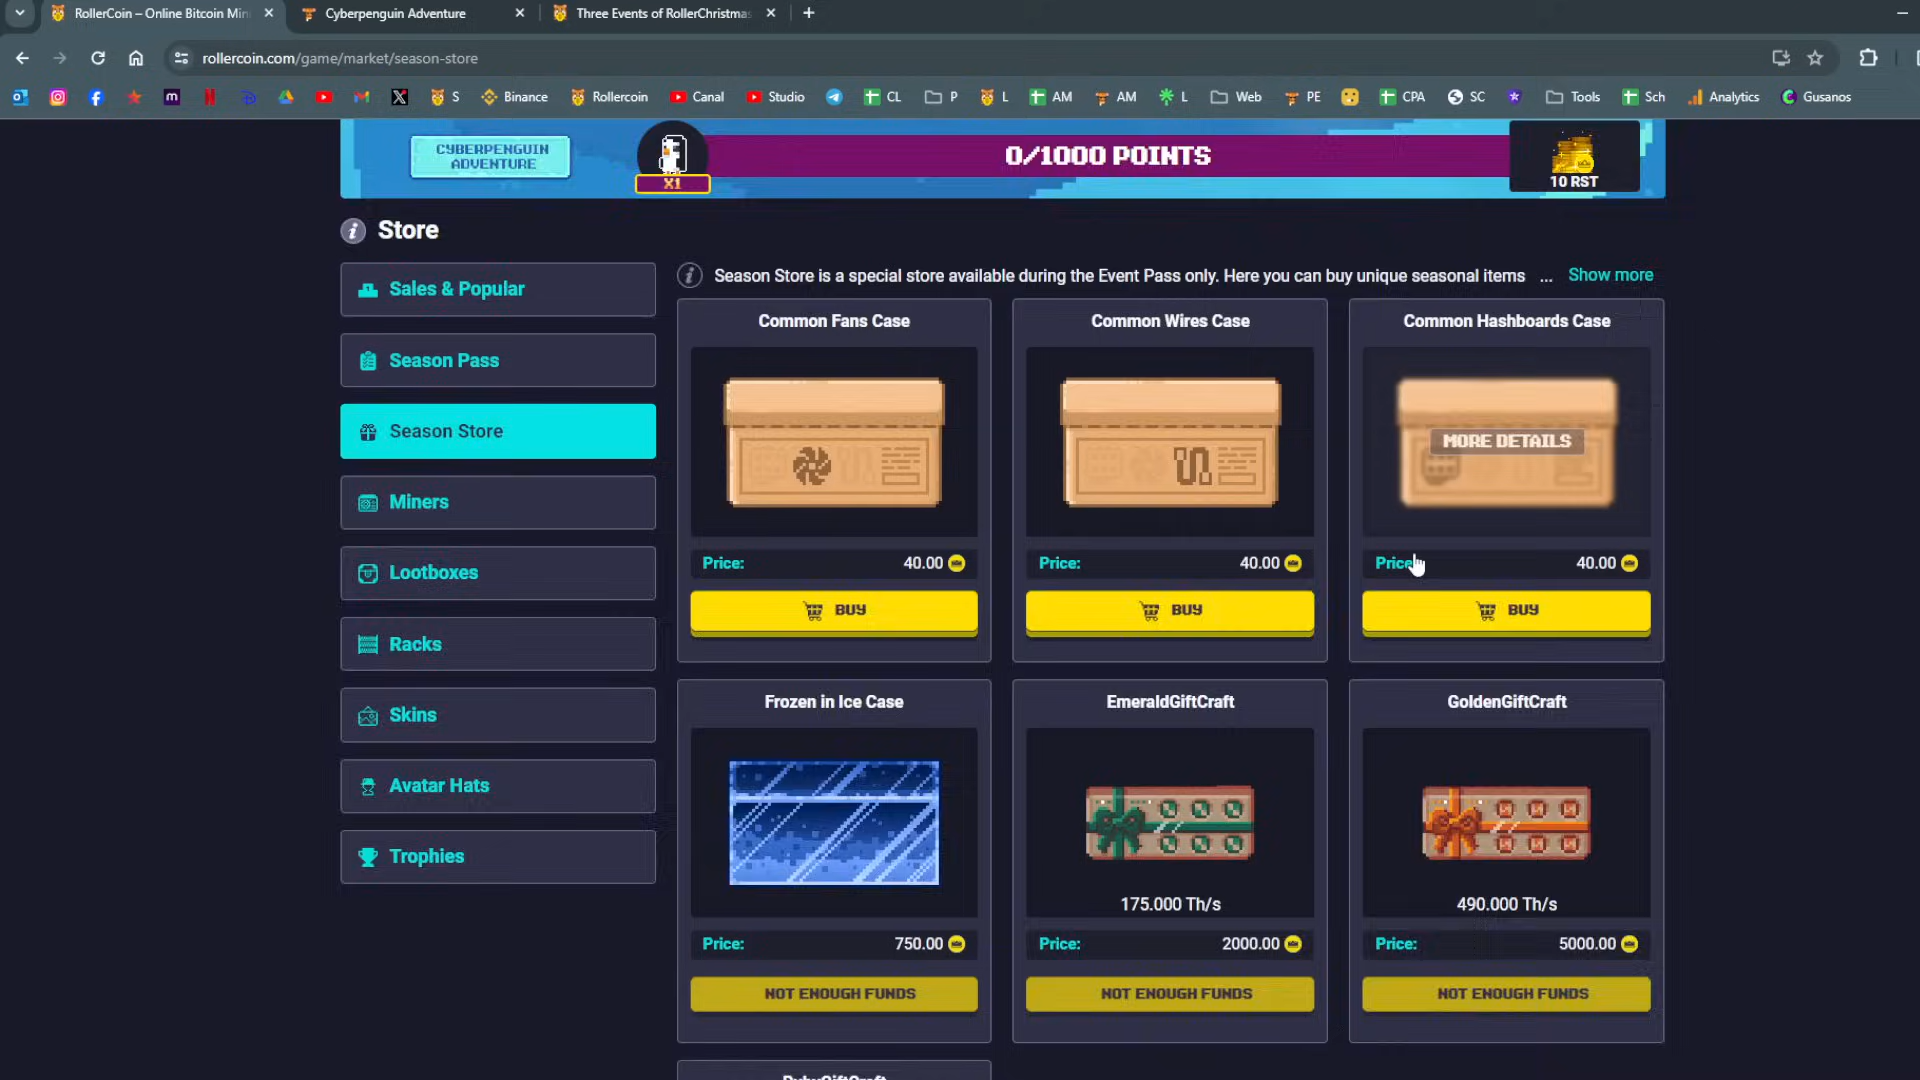 RollerCoin – Online Bitcoin Min
Cyberpenguin Adventure
Three Events of RollerChristmas
rollercoin.com/game/market/season-store
S
Binance
Rollercoin
Canal
Studio
CL
P
L
AM
AM
L
Web
PE
CPA
SC
Tools
Sch
Analytics
Gusanos
CYBERPENGUIN
ADVENTURE
X1
0/1000 POINTS
10 RST
Store
Sales & Popular
Season Pass
Season Store
Miners
Lootboxes
Racks
Skins
Avatar Hats
Trophies
Season Store is a special store available during the Event Pass only. Here you can buy unique seasonal items ... Show more
Common Fans Case
Price: 40.00
BUY
Common Wires Case
Price: 40.00
BUY
Common Hashboards Case
MORE DETAILS
Price: 40.00
BUY
Frozen in Ice Case
Price: 750.00
NOT ENOUGH FUNDS
EmeraldGiftCraft
175.000 Th/s
Price: 2000.00
NOT ENOUGH FUNDS
GoldenGiftCraft
490.000 Th/s
Price: 5000.00
NOT ENOUGH FUNDS